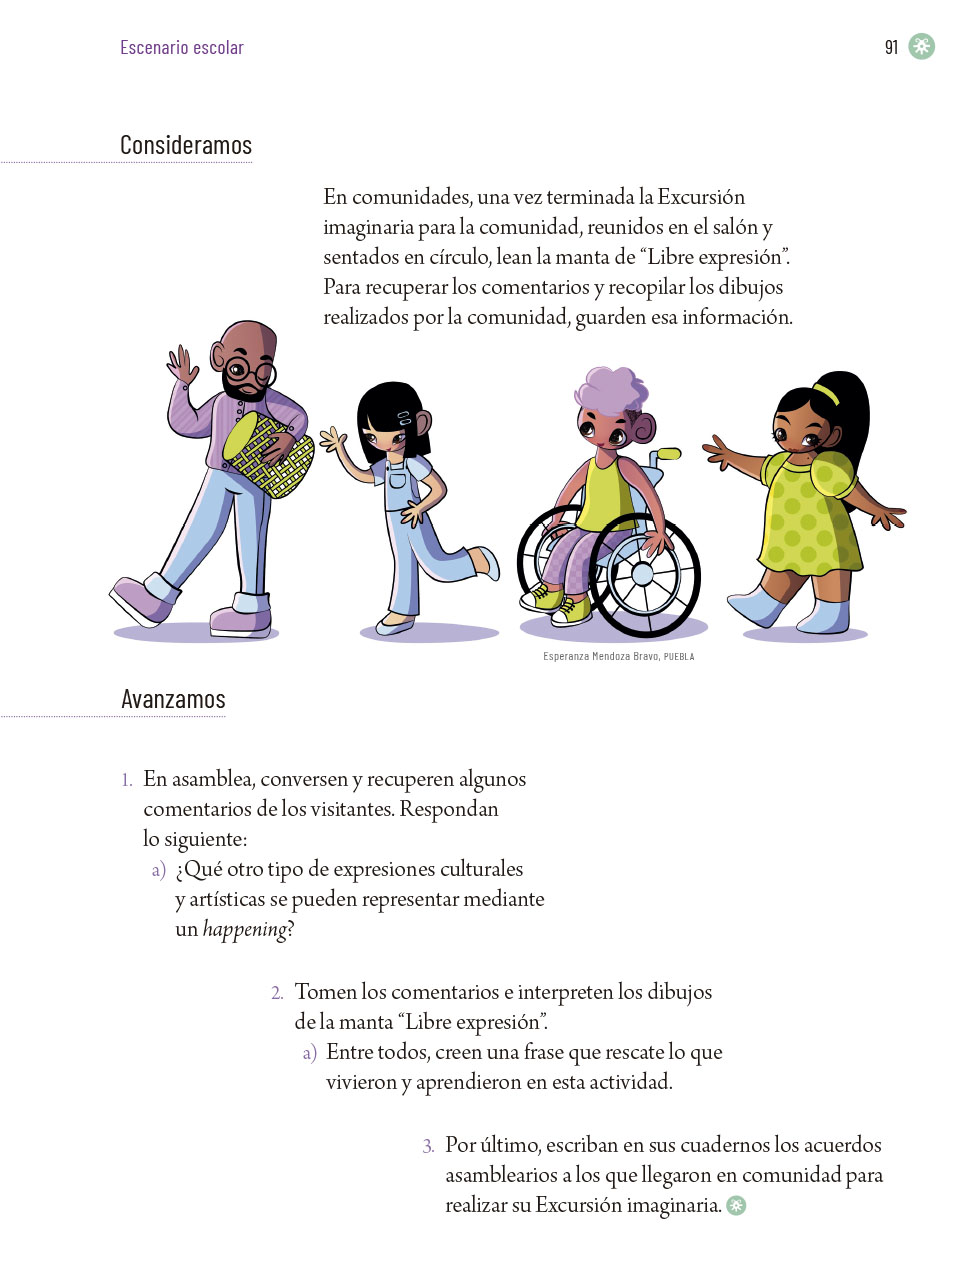 Escenario escolar
91
Consideramos
En comunidades, una vez terminada la Excursión
imaginaria para la comunidad, reunidos en el salón y
sentados en círculo, lean la manta de “Libre expresión”.
Para recuperar los comentarios y recopilar los dibujos
realizados por la comunidad, guarden esa información.
Esperanza Mendoza Bravo, PUEBLA
Avanzamos
1. En asamblea, conversen y recuperen algunos
comentarios de los visitantes. Respondan
lo siguiente:
a) ¿Qué otro tipo de expresiones culturales
y artísticas se pueden representar mediante
un happening?
2. Tomen los comentarios e interpreten los dibujos
de la manta “Libre expresión”.
a) Entre todos, creen una frase que rescate lo que
vivieron y aprendieron en esta actividad.
3. Por último, escriban en sus cuadernos los acuerdos
asamblearios a los que llegaron en comunidad para
realizar su Excursión imaginaria.